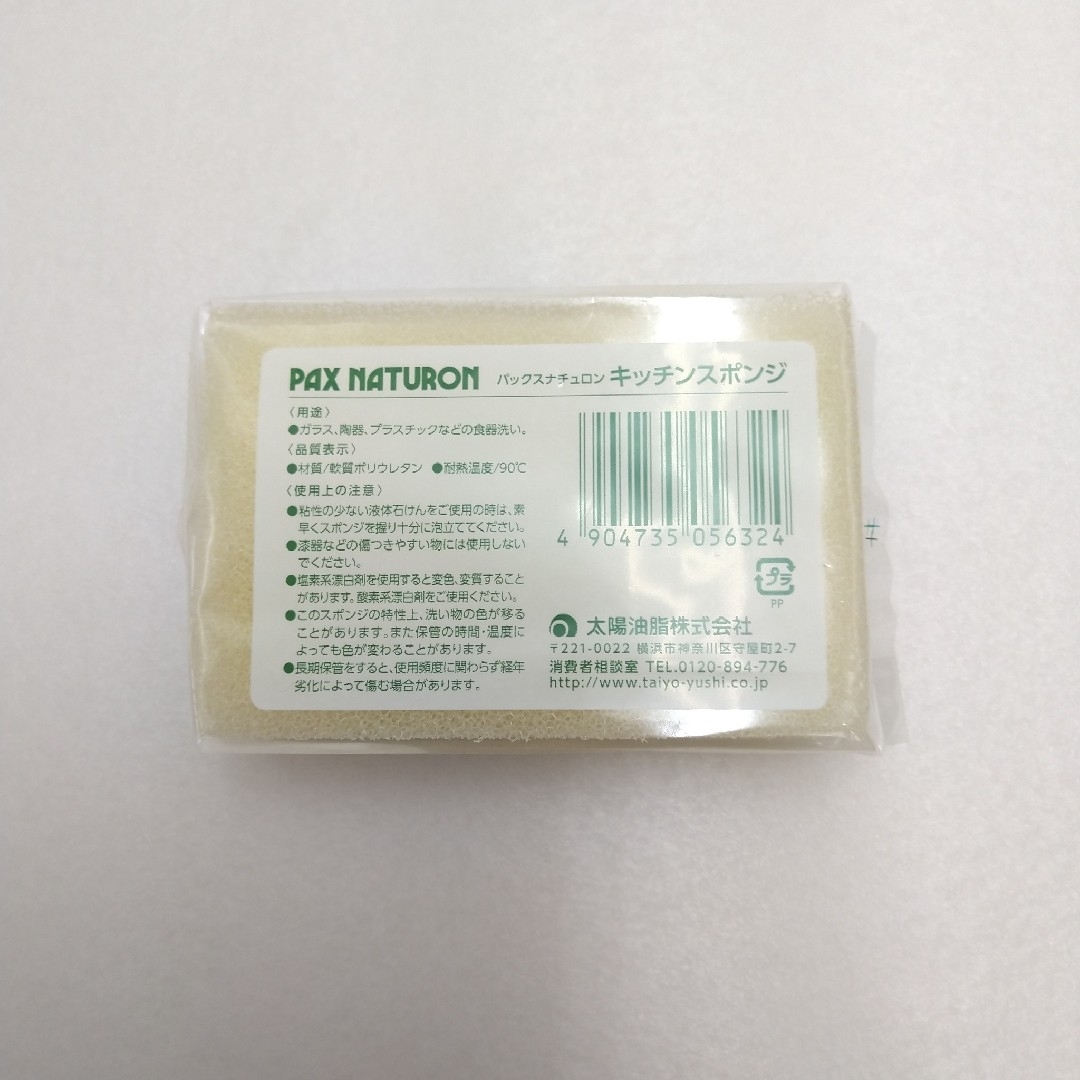 PAX NATURON パックスナチュロン キッチンスポンジ
〈用途〉
●ガラス、陶器、プラスチックなどの食器洗い。
〈品質表示〉
●材質/軟質ポリウレタン ●耐熱温度/90℃
〈使用上の注意〉
●粘性の少ない液体石けんをご使用の時は、素
早くスポンジを握り十分に泡立ててください。
●漆器などの傷つきやすい物には使用しない
でください。
●塩素系漂白剤を使用すると変色、変質すること
があります。酸素系漂白剤をご使用ください。
●このスポンジの特性上、洗い物の色が移る
ことがあります。また保管の時間・温度に
よっても色が変わることがあります。
●長期保管をすると、使用頻度に関わらず経年
劣化によって傷む場合があります。
4 904735 056324
プラ
PP
太陽油脂株式会社
〒221-0022 横浜市神奈川区守屋町2-7
消費者相談室 TEL.0120-894-776
http://www.taiyo-yushi.co.jp